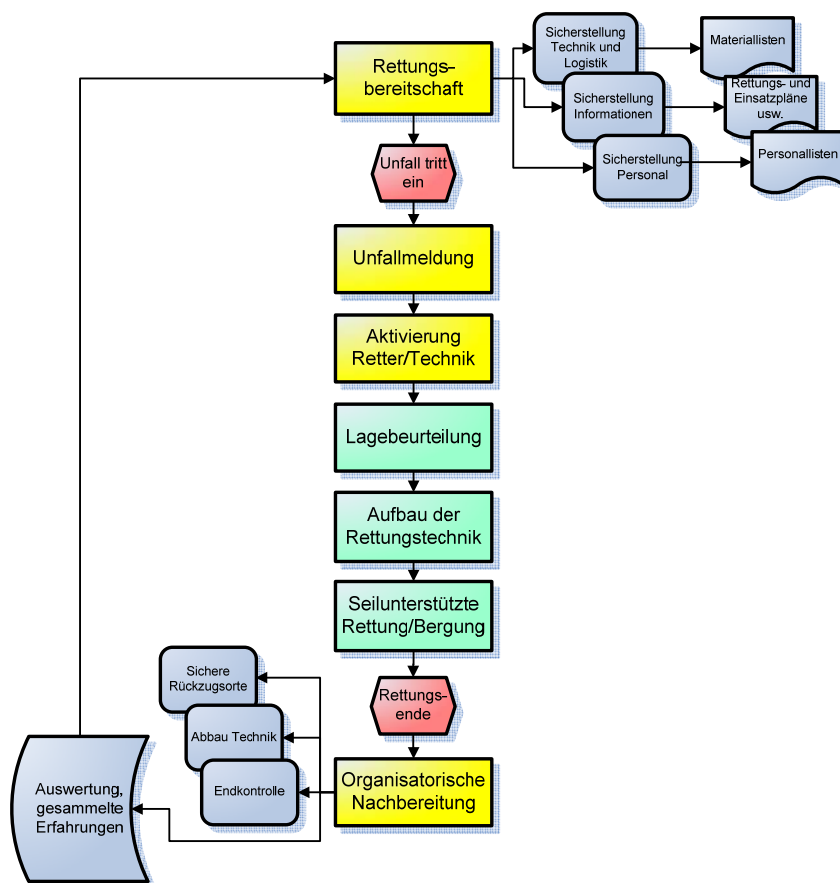 Rettungs–
bereitschaft
Sicherstellung
Technik und
Logistik
Materiallisten
Sicherstellung
Informationen
Rettungs- und
Einsatzpläne
usw.
Sicherstellung
Personal
Personallisten
Unfall tritt
ein
Unfallmeldung
Aktivierung
Retter/Technik
Lagebeurteilung
Aufbau der
Rettungstechnik
Seilunterstützte
Rettung/Bergung
Rettungs-
ende
Organisatorische
Nachbereitung
Sichere
Rückzugsorte
Abbau Technik
Endkontrolle
Auswertung,
gesammelte
Erfahrungen